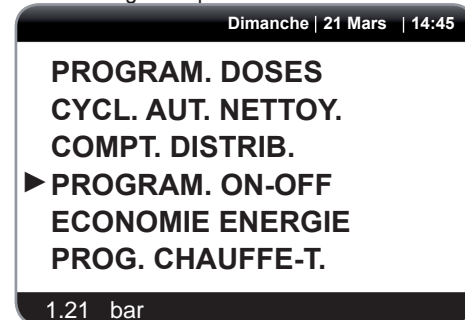 Dimanche | 21 Mars | 14:45
PROGRAM. DOSES
CYCL. AUT. NETTOY.
COMPT. DISTRIB.
PROGRAM. ON-OFF
ECONOMIE ENERGIE
PROG. CHAUFFE-T.
1.21 bar